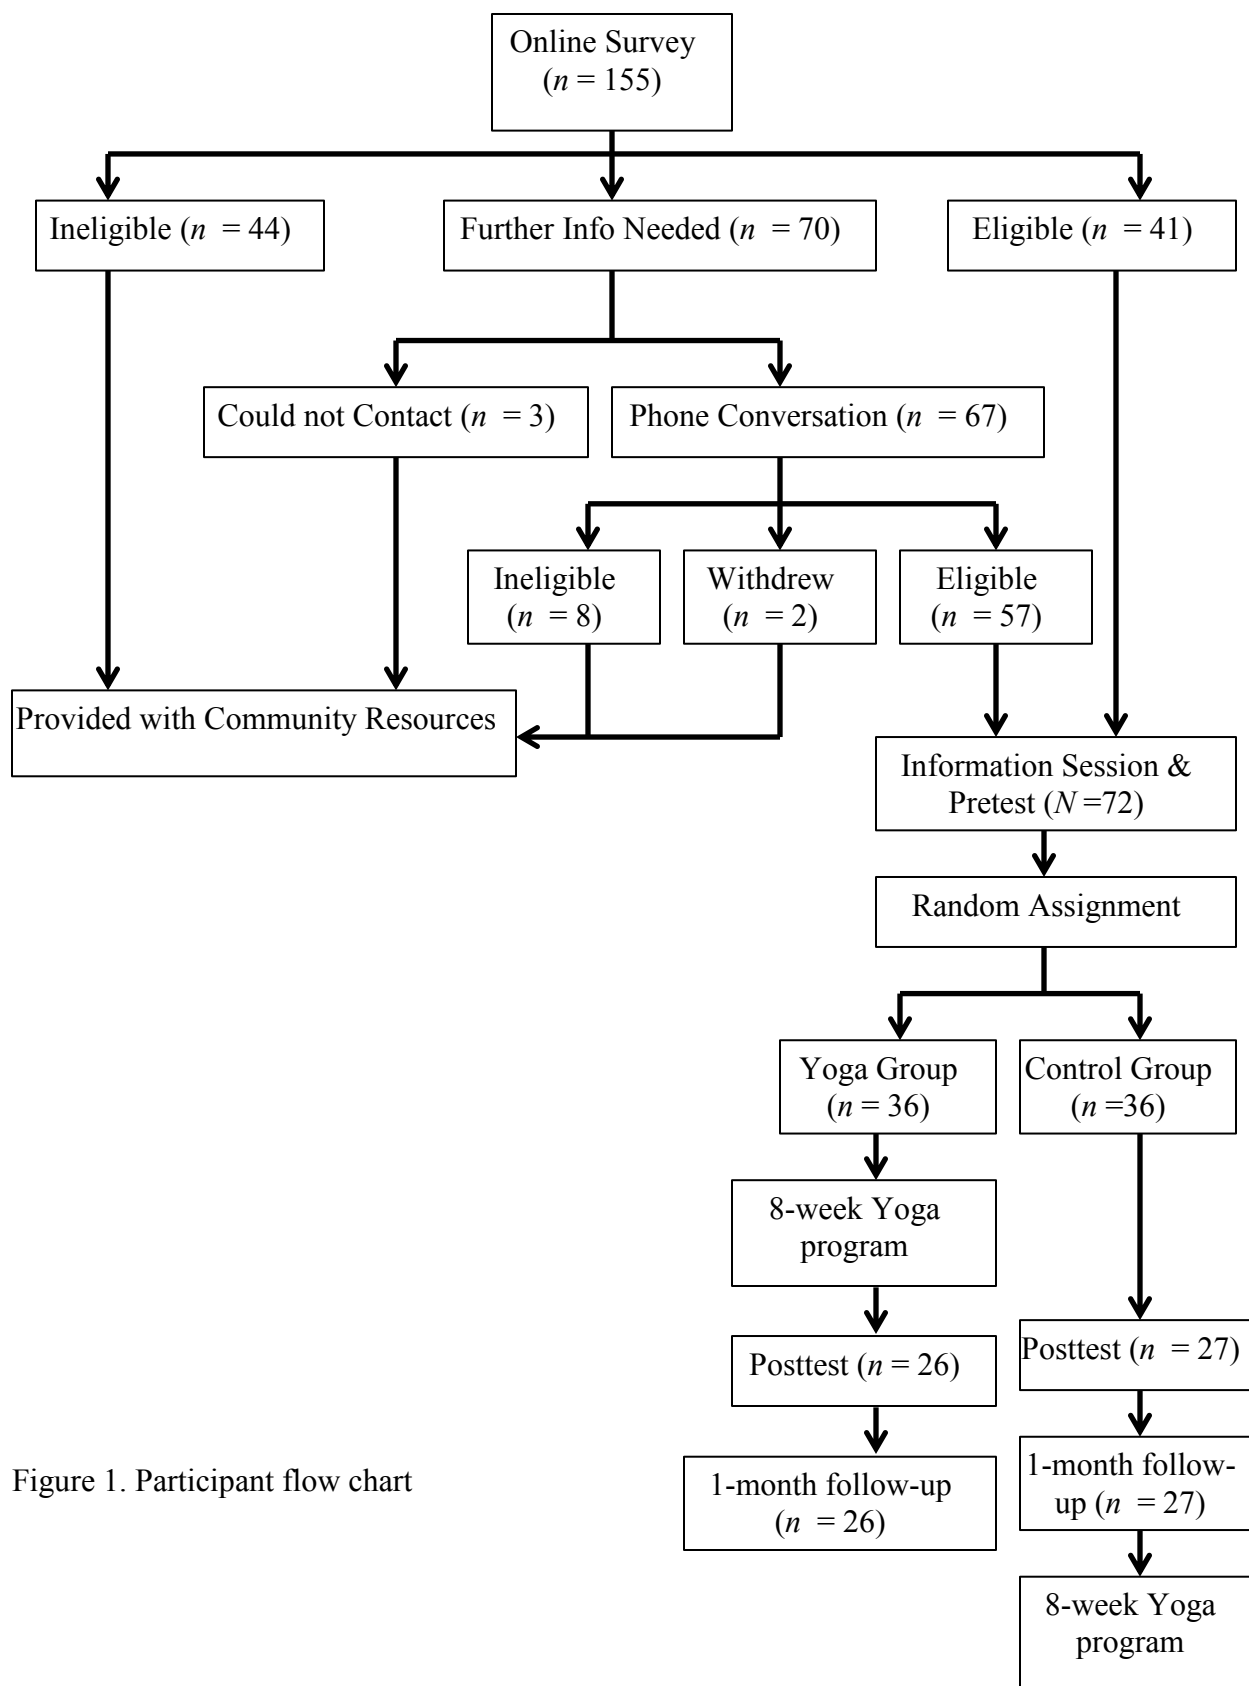 Online Survey
(n = 155)
Ineligible (n = 44)
Further Info Needed (n = 70)
Eligible (n = 41)
Could not Contact (n = 3)
Phone Conversation (n = 67)
Ineligible
(n = 8)
Withdrew
(n = 2)
Eligible
(n = 57)
Provided with Community Resources
Information Session &
Pretest (N =72)
Random Assignment
Yoga Group
(n = 36)
Control Group
(n =36)
8-week Yoga
program
Posttest (n = 26)
Posttest (n = 27)
1-month follow-up
(n = 26)
1-month follow-
up (n = 27)
8-week Yoga
program
Figure 1. Participant flow chart